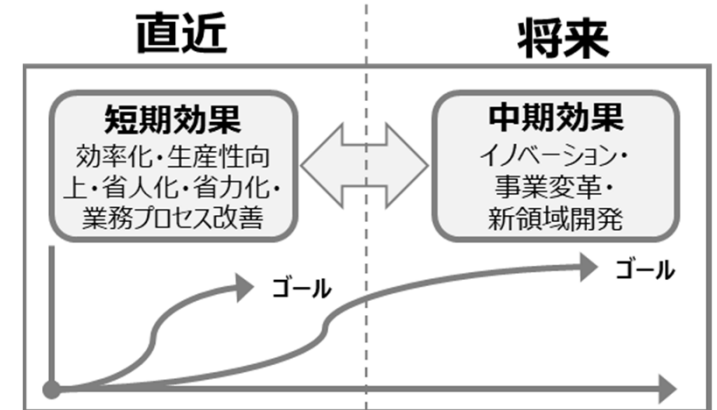 直近
将来
短期効果
効率化・生産性向
上・省人化・省力化・
業務プロセス改善
中期効果
イノベーション・
事業変革・
新領域開発
ゴール
ゴール